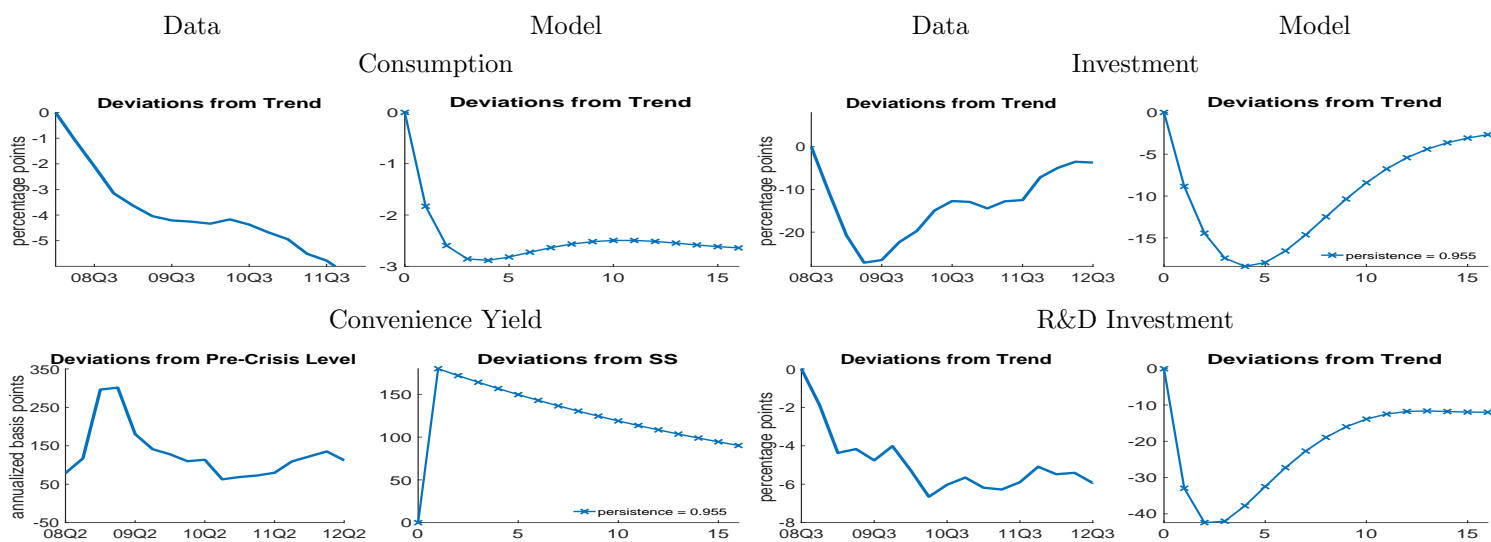 Data Model Data Model
Consumption Investment
Deviations from Trend
percentage points
0
-1
-2
-3
-4
-5
08Q3 09Q3 10Q3 11Q3
Deviations from Trend
0
-1
-2
-3
0 5 10 15
Deviations from Trend
percentage points
0
-10
-20
08Q3 09Q3 10Q3 11Q3 12Q3
Deviations from Trend
0
-5
-10
-15
persistence = 0.955
0 5 10 15
Convenience Yield R&D Investment
Deviations from Pre-Crisis Level
annualized basis points
350
250
150
50
-50
08Q2 09Q2 10Q2 11Q2 12Q2
Deviations from SS
150
100
50
0
persistence = 0.955
0 5 10 15
Deviations from Trend
percentage points
0
-2
-4
-6
-8
08Q3 09Q3 10Q3 11Q3 12Q3
Deviations from Trend
0
-10
-20
-30
-40
0 5 10 15